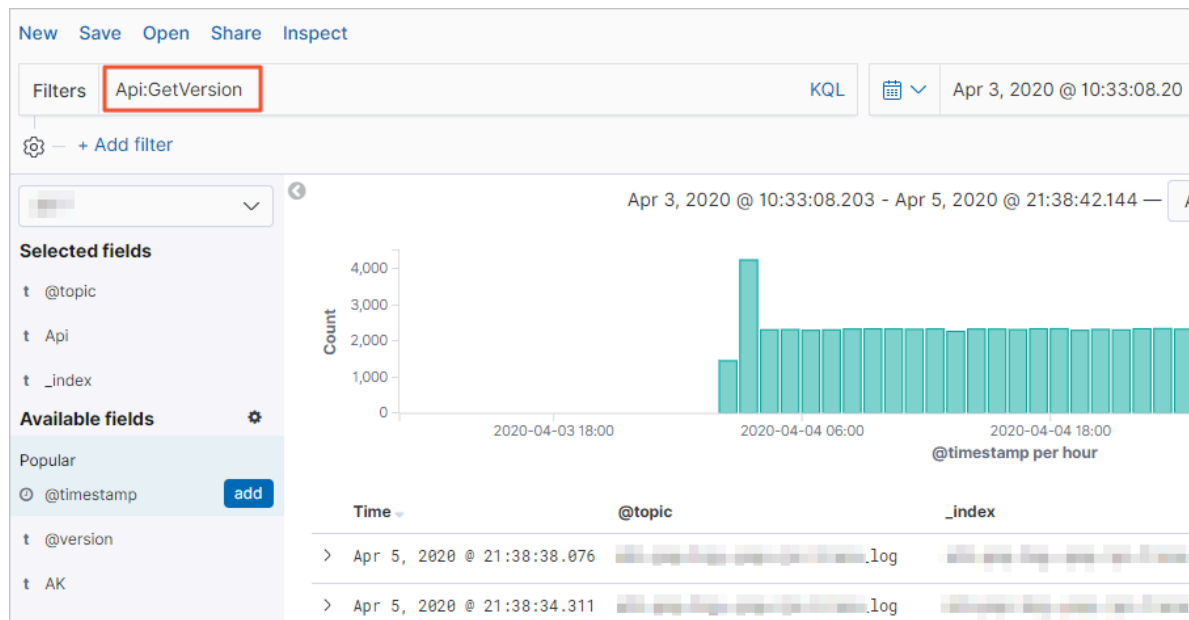 New Save Open Share Inspect
Filters Api:GetVersion KQL Apr 3, 2020 @ 10:33:08.20
+ Add filter
Apr 3, 2020 @ 10:33:08.203 - Apr 5, 2020 @ 21:38:42.144 —
Selected fields
t @topic
t Api
t _index
Available fields
Popular
@timestamp add
t @version
t AK
Count
4,000
3,000
2,000
1,000
0
2020-04-03 18:00 2020-04-04 06:00 2020-04-04 18:00
@timestamp per hour
Time @topic _index
Apr 5, 2020 @ 21:38:38.076 _log
Apr 5, 2020 @ 21:38:34.311 _log